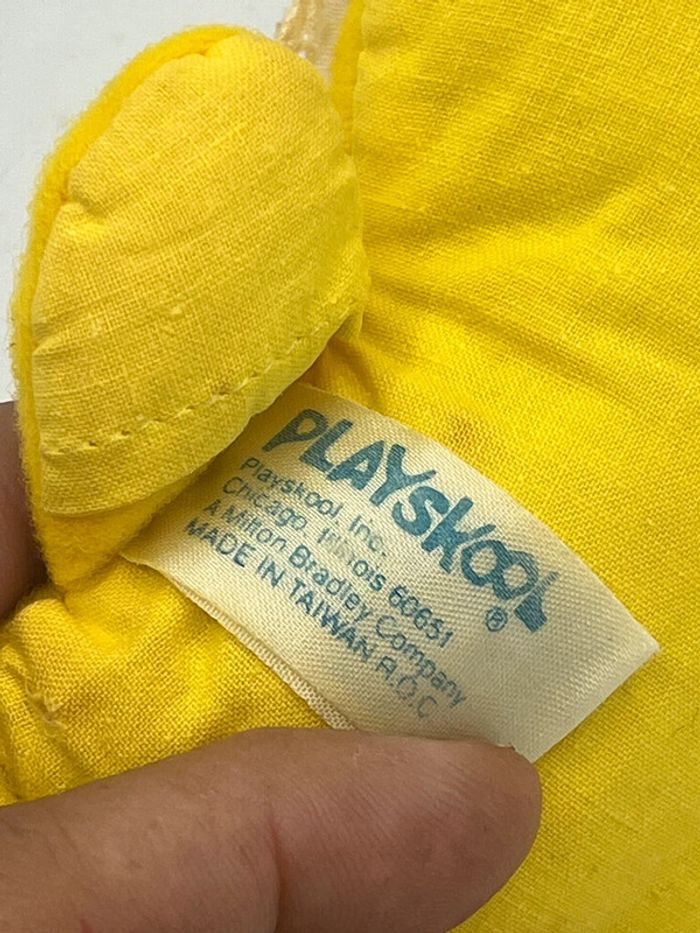 PLAYSKOOL®
Playskool, Inc.
Chicago, Illinois 60651
A Milton Bradley Company
MADE IN TAIWAN R.O.C